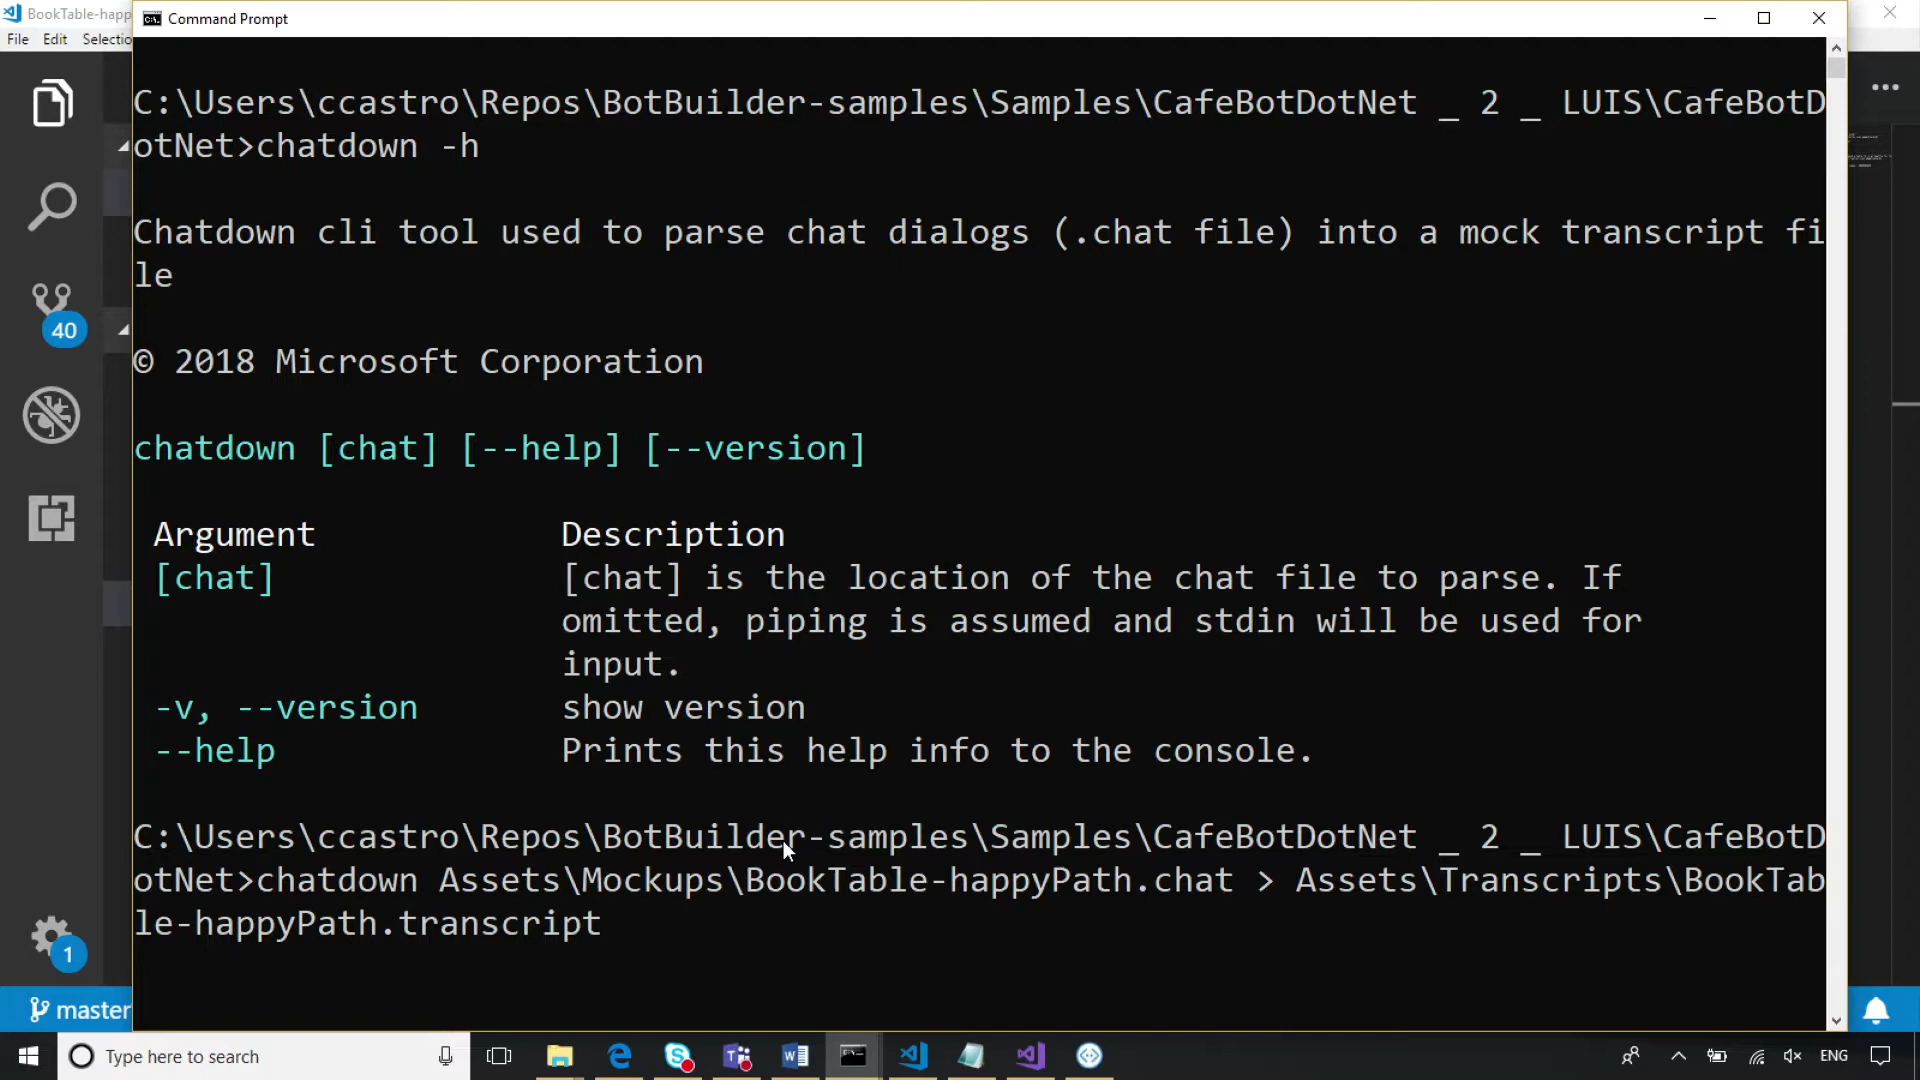 BookTable-happ
Command Prompt
File Edit Selectio
C:\Users\ccastro\Repos\BotBuilder-samples\Samples\CafeBotDotNet _ 2 _ LUIS\CafeBotD
otNet>chatdown -h
Chatdown cli tool used to parse chat dialogs (.chat file) into a mock transcript fi
le
40
© 2018 Microsoft Corporation
chatdown [chat] [--help] [--version]
Argument Description
[chat] [chat] is the location of the chat file to parse. If
omitted, piping is assumed and stdin will be used for
input.
-v, --version show version
--help Prints this help info to the console.
C:\Users\ccastro\Repos\BotBuilder-samples\Samples\CafeBotDotNet _ 2 _ LUIS\CafeBotD
otNet>chatdown Assets\Mockups\BookTable-happyPath.chat > Assets\Transcripts\BookTab
le-happyPath.transcript
1
master
Type here to search
ENG